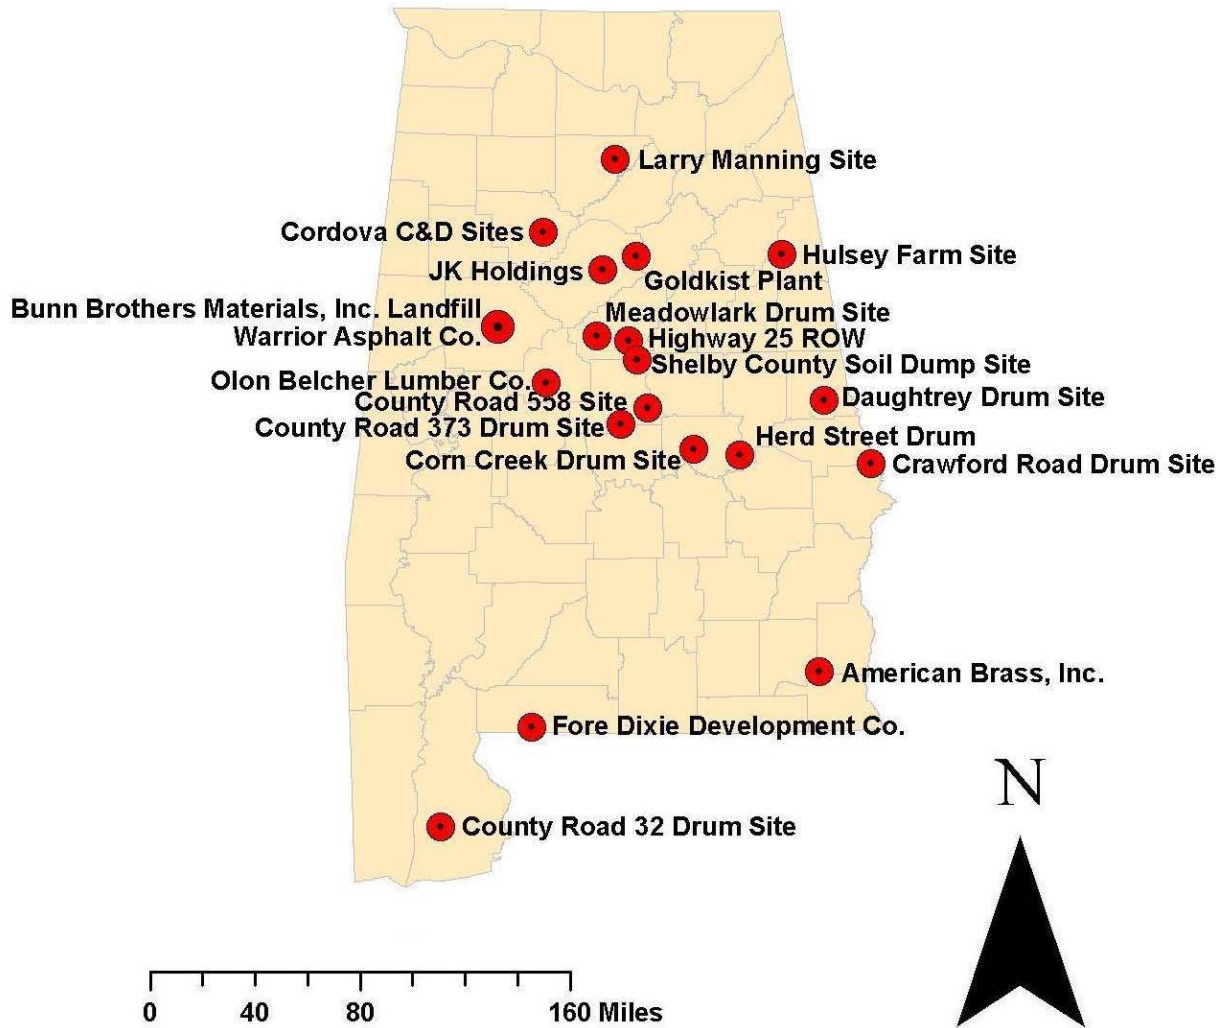 Larry Manning Site
Cordova C&D Sites
Hulsey Farm Site
JK Holdings
Goldkist Plant
Bunn Brothers Materials, Inc. Landfill
Warrior Asphalt Co.
Meadowlark Drum Site
Highway 25 ROW
Shelby County Soil Dump Site
Olon Belcher Lumber Co.
County Road 558 Site
Daughtrey Drum Site
County Road 373 Drum Site
Herd Street Drum
Corn Creek Drum Site
Crawford Road Drum Site
American Brass, Inc.
Fore Dixie Development Co.
N
County Road 32 Drum Site
0 40 80 160 Miles